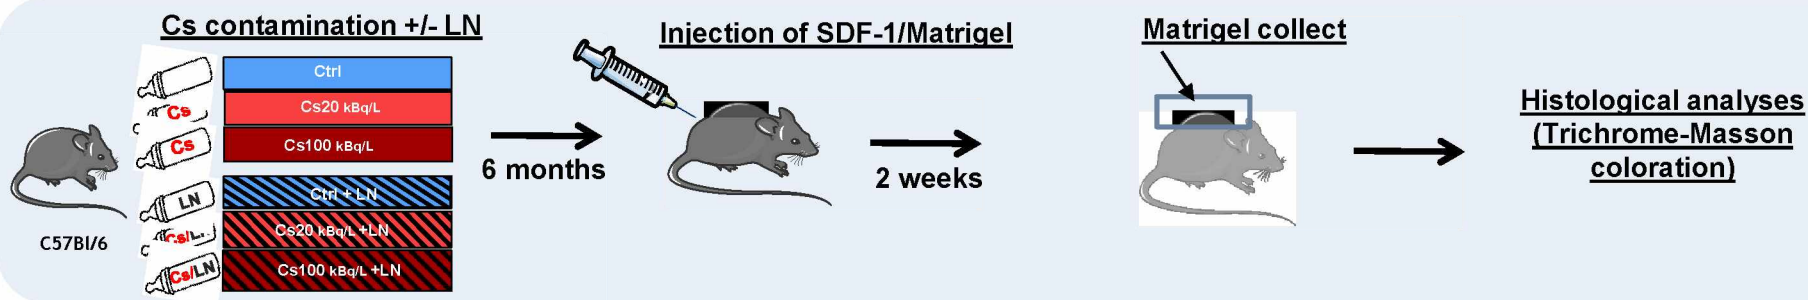 Cs contamination +/- LN
Injection of SDF-1/Matrigel
Matrigel collect
Ctrl
Cs
Cs20 kBq/L
Cs
Cs100 kBq/L
6 months
2 weeks
Histological analyses
(Trichrome-Masson
coloration)
LN
Ctrl + LN
Cs/L
Cs20 kBq/L +LN
Cs/LN
Cs100 kBq/L +LN
C57Bl/6